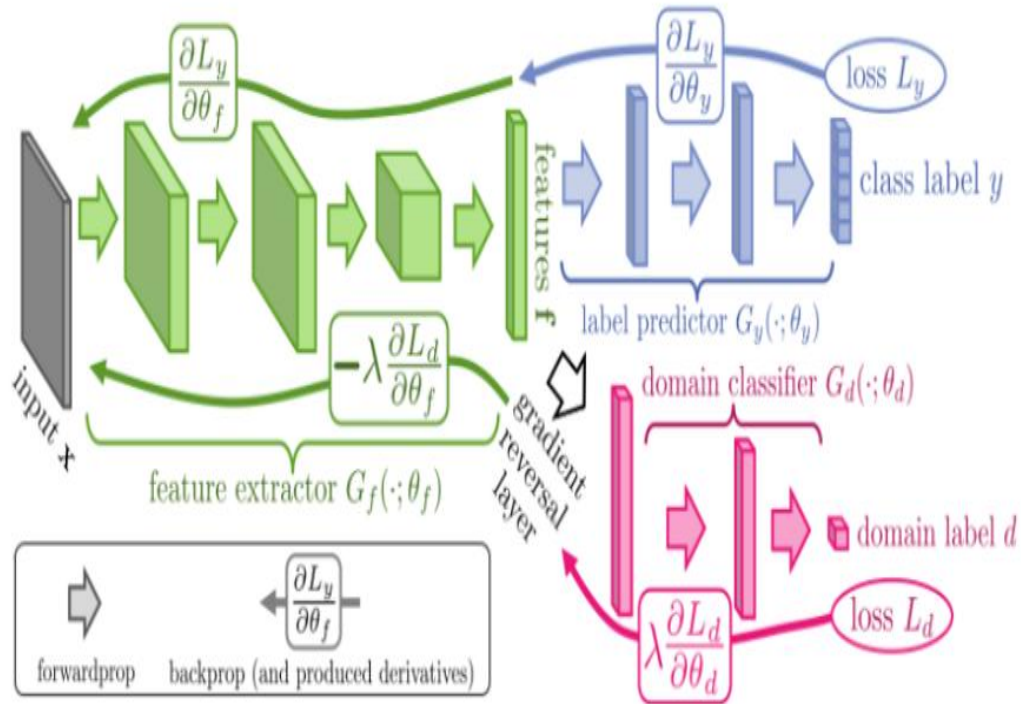 ∂L_y/∂θ_f
∂L_y/∂θ_y
loss L_y
features f
class label y
label predictor G_y(·; θ_y)
-λ ∂L_d/∂θ_f
input x
feature extractor G_f(·; θ_f)
gradient
reversal
layer
domain classifier G_d(·; θ_d)
domain label d
loss L_d
λ ∂L_d/∂θ_d
∂L_y/∂θ_f
forwardprop
backprop (and produced derivatives)